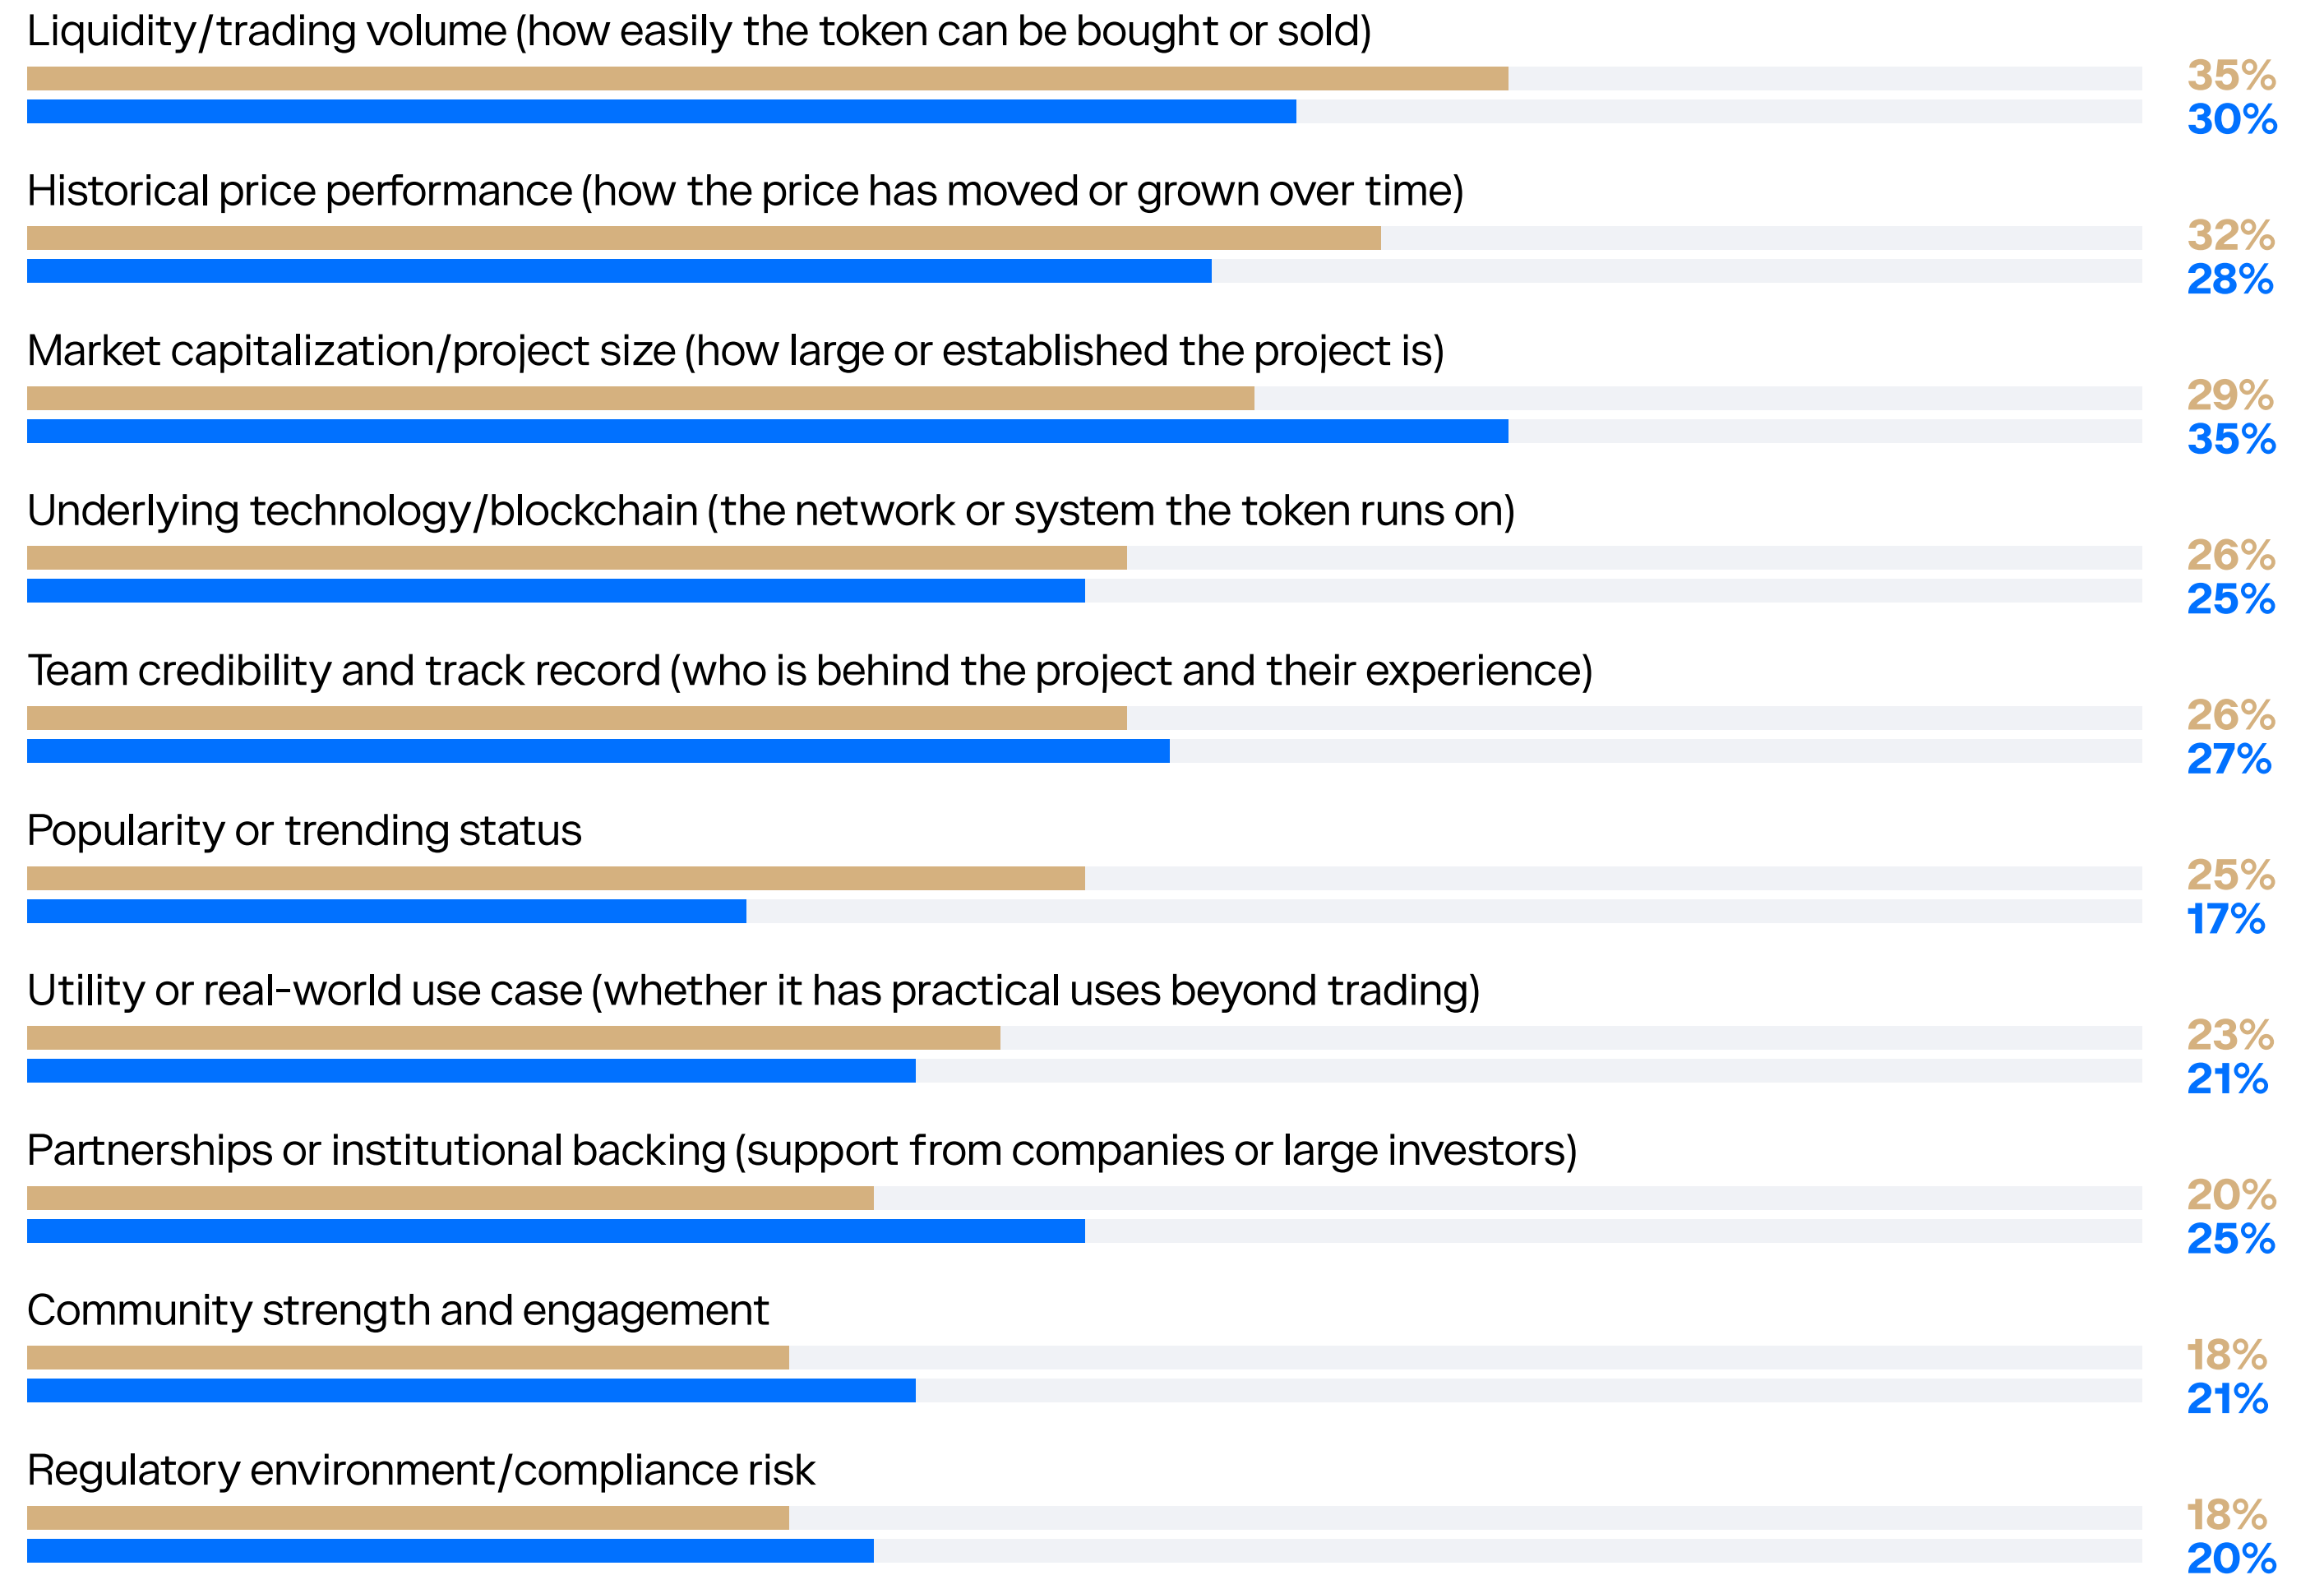 Liquidity/trading volume (how easily the token can be bought or sold)
35%
30%
Historical price performance (how the price has moved or grown over time)
32%
28%
Market capitalization/project size (how large or established the project is)
29%
35%
Underlying technology/blockchain (the network or system the token runs on)
26%
25%
Team credibility and track record (who is behind the project and their experience)
26%
27%
Popularity or trending status
25%
17%
Utility or real-world use case (whether it has practical uses beyond trading)
23%
21%
Partnerships or institutional backing (support from companies or large investors)
20%
25%
Community strength and engagement
18%
21%
Regulatory environment/compliance risk
18%
20%